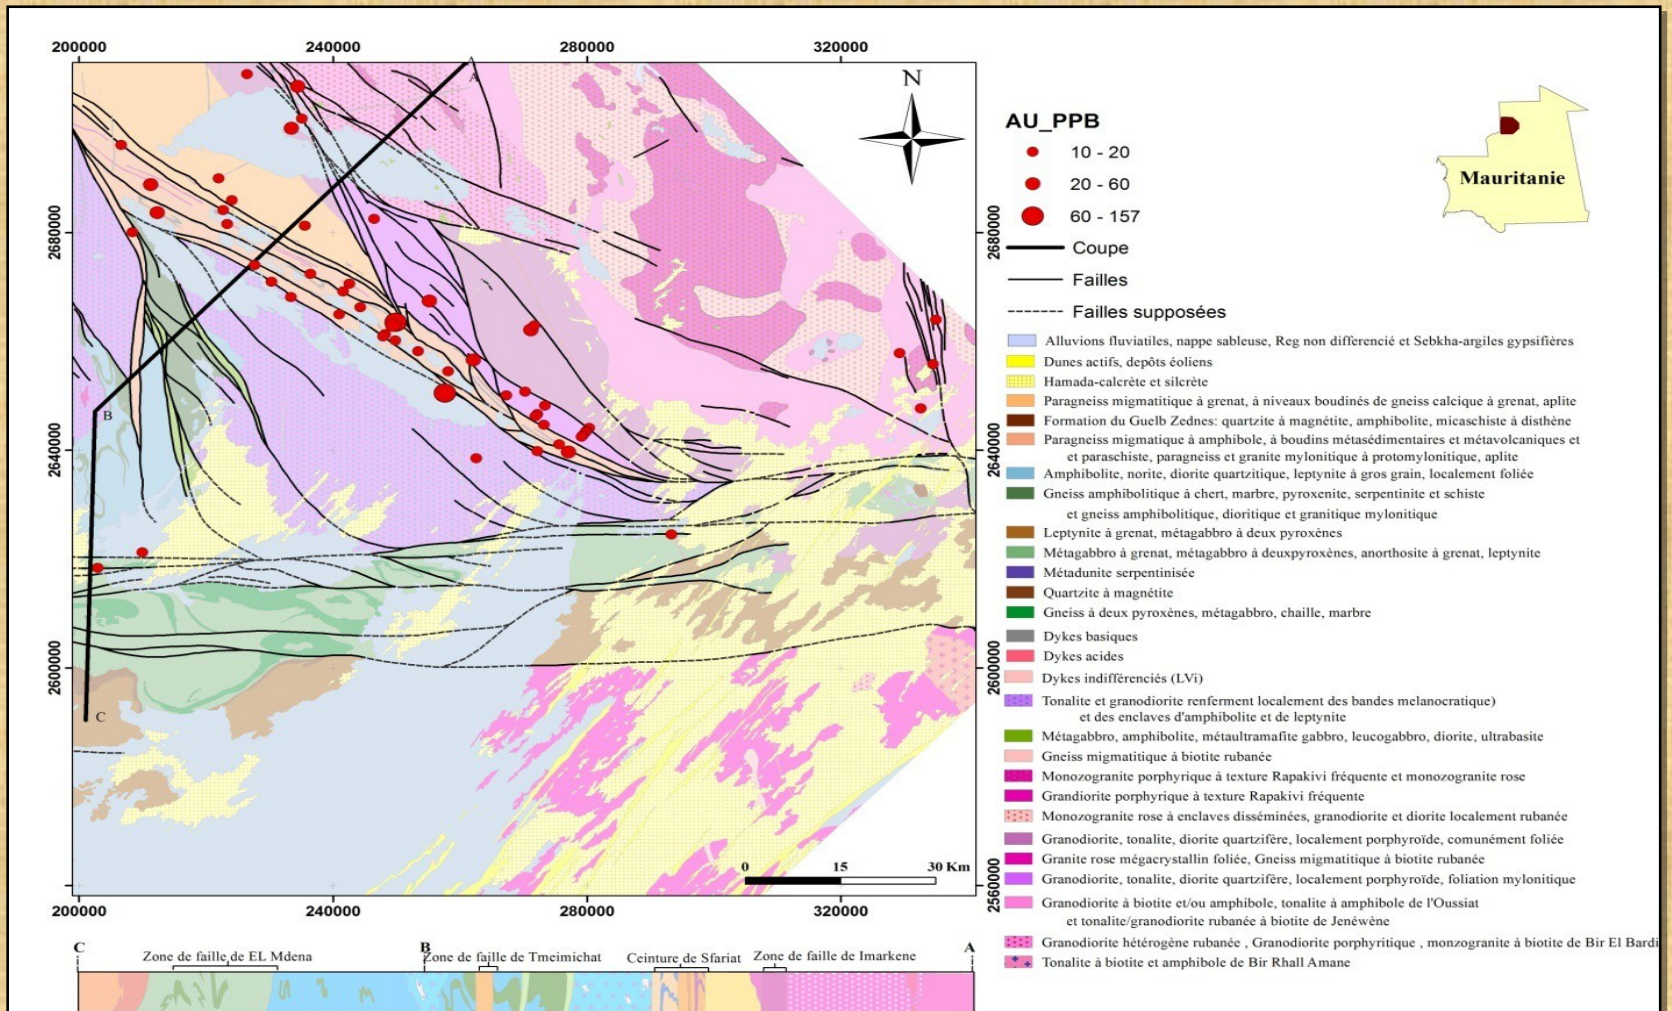 200000 240000 280000 320000
2680000
2640000
2600000
A
B
C
N
2680000
2640000
2600000
2560000
0 15 30 Km
200000 240000 280000 320000
AU_PPB
10 - 20
20 - 60
60 - 157
Coupe
Failles
Failles supposées
Mauritanie
Alluvions fluviatiles, nappe sableuse, Reg non differencié et Sebkha-argiles gypsifières
Dunes actifs, depôts éoliens
Hamada-calcrète et silcrète
Paragneiss migmatitique à grenat, à niveaux boudinés de gneiss calcique à grenat, aplite
Formation du Guelb Zednes: quartzite à magnétite, amphibolite, micaschiste à disthène
Paragneiss migmatique à amphibole, à boudins métasédimentaires et métavolcaniques et
et paraschiste, paragneiss et granite mylonitique à protomylonitique, aplite
Amphibolite, norite, diorite quartzitique, leptynite à gros grain, localement foliée
Gneiss amphibolitique à chert, marbre, pyroxenite, serpentinite et schiste
et gneiss amphibolitique, dioritique et granitique mylonitique
Leptynite à grenat, métagabbro à deux pyroxènes
Métagabbro à grenat, métagabbro à deuxpyroxènes, anorthosite à grenat, leptynite
Métadunite serpentinisée
Quartzite à magnétite
Gneiss à deux pyroxènes, métagabbro, chaille, marbre
Dykes basiques
Dykes acides
Dykes indifférenciés (LVi)
Tonalite et granodiorite renferment localement des bandes melanocratique)
et des enclaves d'amphibolite et de leptynite
Métagabbro, amphibolite, métaultramafite gabbro, leucogabbro, diorite, ultrabasite
Gneiss migmatitique à biotite rubanée
Monozogranite porphyrique à texture Rapakivi fréquente et monozogranite rose
Grandiorite porphyrique à texture Rapakivi fréquente
Monozogranite rose à enclaves disséminées, granodiorite et diorite localement rubanée
Granodiorite, tonalite, diorite quartzifère, localement porphyroïde, comunément foliée
Granite rose mégacrystallin foliée, Gneiss migmatitique à biotite rubanée
Granodiorite, tonalite, diorite quartzifère, localement porphyroïde, foliation mylonitique
Granodiorite à biotite et/ou amphibole, tonalite à amphibole de l'Oussiat
et tonalite/granodiorite rubanée à biotite de Jenéwène
Granodiorite hétérogène rubanée , Granodiorite porphyritique , monzogranite à biotite de Bir El Bardi
Tonalite à biotite et amphibole de Bir Rhall Amane
C B A
Zone de faille de EL Mdena Zone de faille de Tmeimichat Ceinture de Sfariat Zone de faille de Imarkene